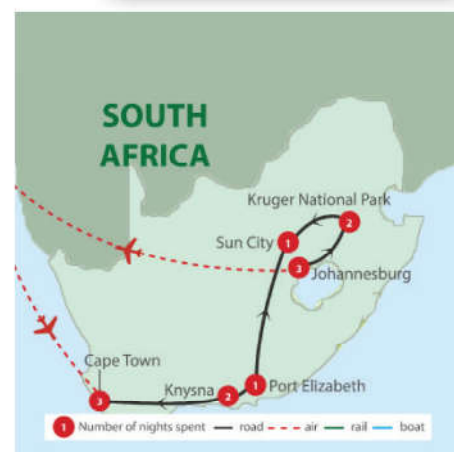 SOUTH
AFRICA
Kruger National Park
2
Sun City
1
3
Johannesburg
Cape Town
3
Knysna
2
1
Port Elizabeth
1 Number of nights spent road air rail boat